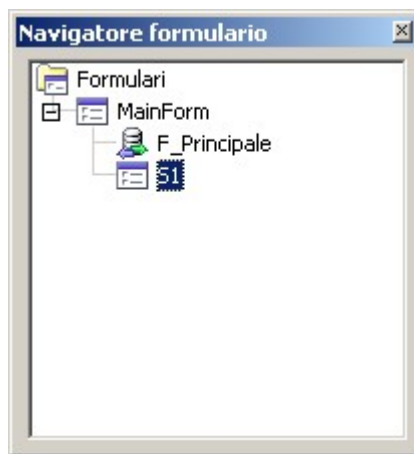 Navigatore formulario
Formulari
MainForm
F_Principale
S1